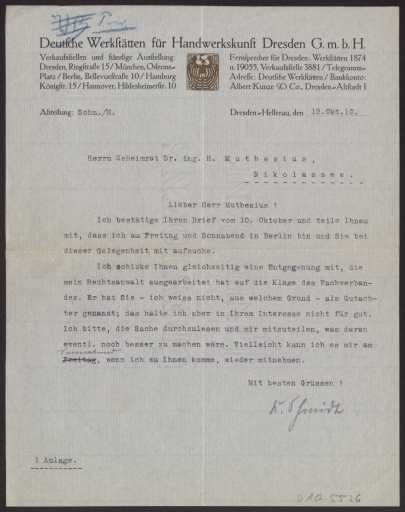 Deutsche Werkstätten für Handwerkskunst Dresden G. m. b. H.
Verkaufsstellen und ständige Ausstellung:
Dresden, Ringstraße 15/München, Odeons-
Platz/Berlin, Bellevuestraße 10/Hamburg
Königstr. 15/Hannover, Hildesheimerstr. 10
Fernsprecher für Dresden: Werkstätten 1874
u. 19055, Verkaufsstelle 3881/Telegramm-
Adresse: Deutsche Werkstätten/Bankkonto:
Albert Kunze & Co., Dresden-Altstadt 1
Abteilung: Schm./H.
Dresden-Hellerau, den 12.Okt.10.
Herrn Geheimrat Dr. ing. H. Muthesius,
Nikolassee.
Lieber Herr Muthesius !
Ich bestätige Ihren Brief vom 10. Oktober und teile Ihnen
mit, dass ich am Freitag und Sonnabend in Berlin bin und Sie bei
dieser Gelegenheit mit aufsuche.
Ich schicke Ihnen gleichzeitig eine Entgegnung mit, die
mein Rechtsanwalt ausgearbeitet hat auf die Klage des Fachverban-
des. Er hat Sie - ich weiss nicht, aus welchem Grund - als Gutach-
ter genannt; das halte ich aber in Ihrem Interesse nicht für gut.
Ich bitte, die Sache durchzulesen und mir mitzuteilen, was daran
eventl. noch besser zu machen wäre. Vielleicht kann ich es mir am
Sonnabend
Freitag, wenn ich zu Ihnen komme, wieder mitnehmen.
Mit besten Grüssen !
K. Schmidt
1 Anlage.